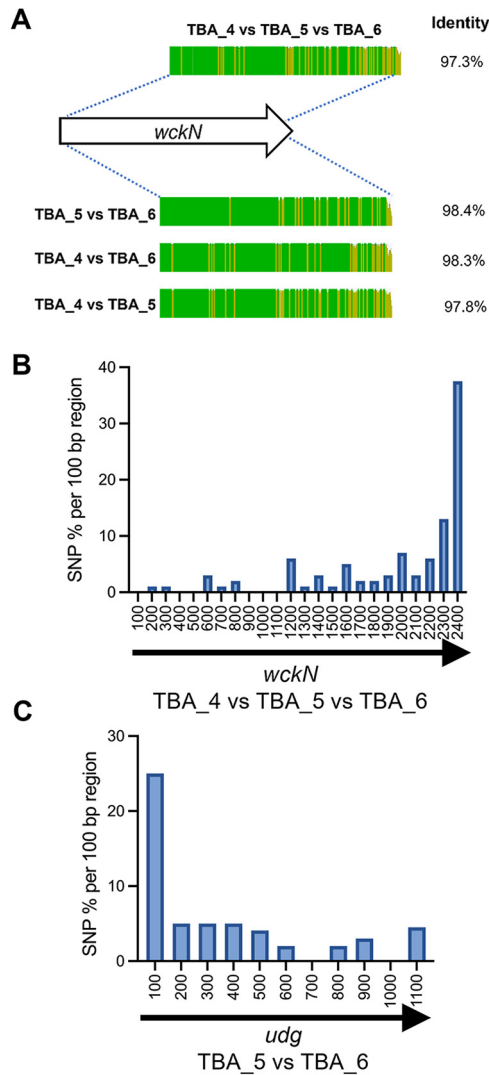 A
TBA_4 vs TBA_5 vs TBA_6
Identity
97.3%
wckN
TBA_5 vs TBA_6
98.4%
TBA_4 vs TBA_6
98.3%
TBA_4 vs TBA_5
97.8%
B
SNP % per 100 bp region
40
30
20
10
0
100 200 300 400 500 600 700 800 900 1000 1100 1200 1300 1400 1500 1600 1700 1800 1900 2000 2100 2200 2300 2400
wckN
TBA_4 vs TBA_5 vs TBA_6
C
SNP % per 100 bp region
30
20
10
0
100 200 300 400 500 600 700 800 900 1000 1100
udg
TBA_5 vs TBA_6